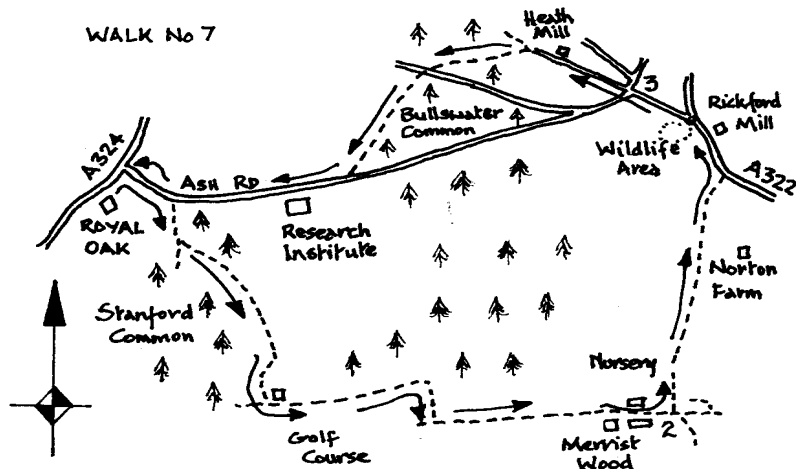 WALK No 7
Heath
Mill
3
Rickford
Mill
Bullswater
Common
Wildlife
Area
A324
A322
ASH RD
ROYAL
OAK
Research
Institute
Norton
Farm
Stanford
Common
Nursery
Golf
Course
Merrist
Wood
2